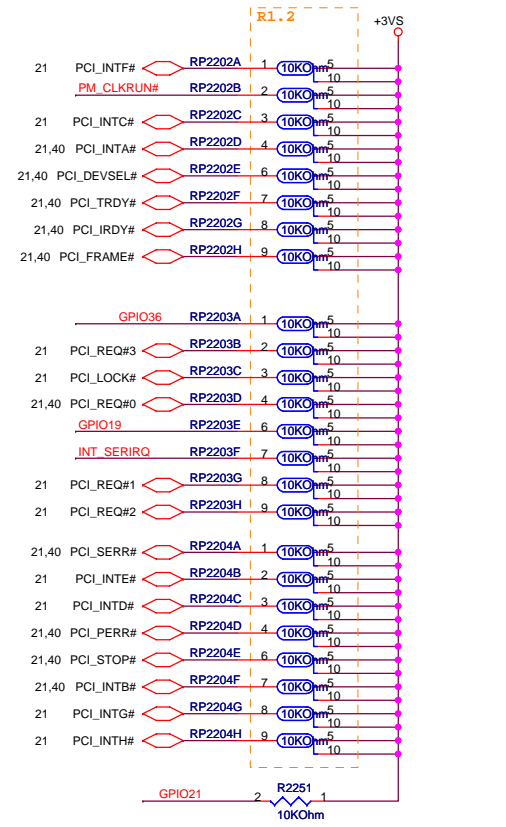 R1.2
+3VS
21 PCI_INTF# RP2202A 1 10KOhm 5 10
PM_CLKRUN# RP2202B 2 10KOhm 5 10
21 PCI_INTC# RP2202C 3 10KOhm 5 10
21,40 PCI_INTA# RP2202D 4 10KOhm 5 10
21,40 PCI_DEVSEL# RP2202E 6 10KOhm 5 10
21,40 PCI_TRDY# RP2202F 7 10KOhm 5 10
21,40 PCI_IRDY# RP2202G 8 10KOhm 5 10
21,40 PCI_FRAME# RP2202H 9 10KOhm 5 10
GPIO36 RP2203A 1 10KOhm 5 10
21 PCI_REQ#3 RP2203B 2 10KOhm 5 10
21 PCI_LOCK# RP2203C 3 10KOhm 5 10
21,40 PCI_REQ#0 RP2203D 4 10KOhm 5 10
GPIO19 RP2203E 6 10KOhm 5 10
INT_SERIRQ RP2203F 7 10KOhm 5 10
21 PCI_REQ#1 RP2203G 8 10KOhm 5 10
21 PCI_REQ#2 RP2203H 9 10KOhm 5 10
21,40 PCI_SERR# RP2204A 1 10KOhm 5 10
21 PCI_INTE# RP2204B 2 10KOhm 5 10
21 PCI_INTD# RP2204C 3 10KOhm 5 10
21,40 PCI_PERR# RP2204D 4 10KOhm 5 10
21,40 PCI_STOP# RP2204E 6 10KOhm 5 10
21,40 PCI_INTB# RP2204F 7 10KOhm 5 10
21 PCI_INTG# RP2204G 8 10KOhm 5 10
21 PCI_INTH# RP2204H 9 10KOhm 5 10
GPIO21 2 R2251 1
10KOhm